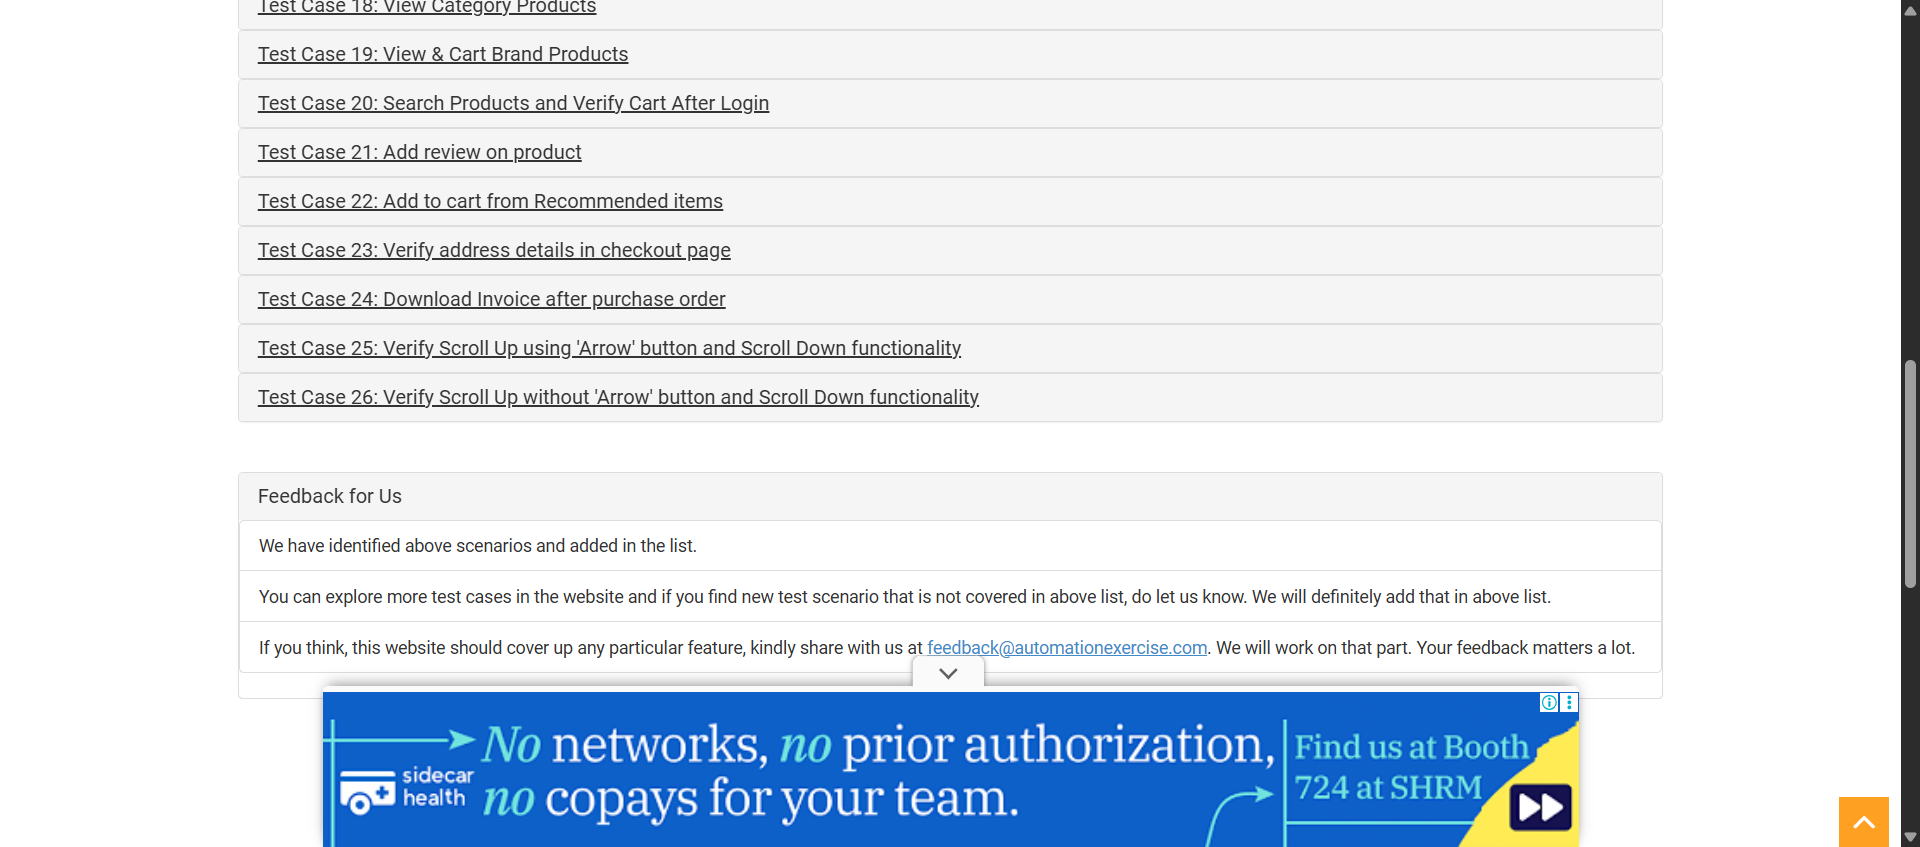 Test Case 18: View Category Products
Test Case 19: View & Cart Brand Products
Test Case 20: Search Products and Verify Cart After Login
Test Case 21: Add review on product
Test Case 22: Add to cart from Recommended items
Test Case 23: Verify address details in checkout page
Test Case 24: Download Invoice after purchase order
Test Case 25: Verify Scroll Up using 'Arrow' button and Scroll Down functionality
Test Case 26: Verify Scroll Up without 'Arrow' button and Scroll Down functionality
Feedback for Us
We have identified above scenarios and added in the list.
You can explore more test cases in the website and if you find new test scenario that is not covered in above list, do let us know. We will definitely add that in above list.
If you think, this website should cover up any particular feature, kindly share with us at feedback@automationexercise.com. We will work on that part. Your feedback matters a lot.
sidecar
health
No networks, no prior authorization,
no copays for your team.
Find us at Booth
724 at SHRM